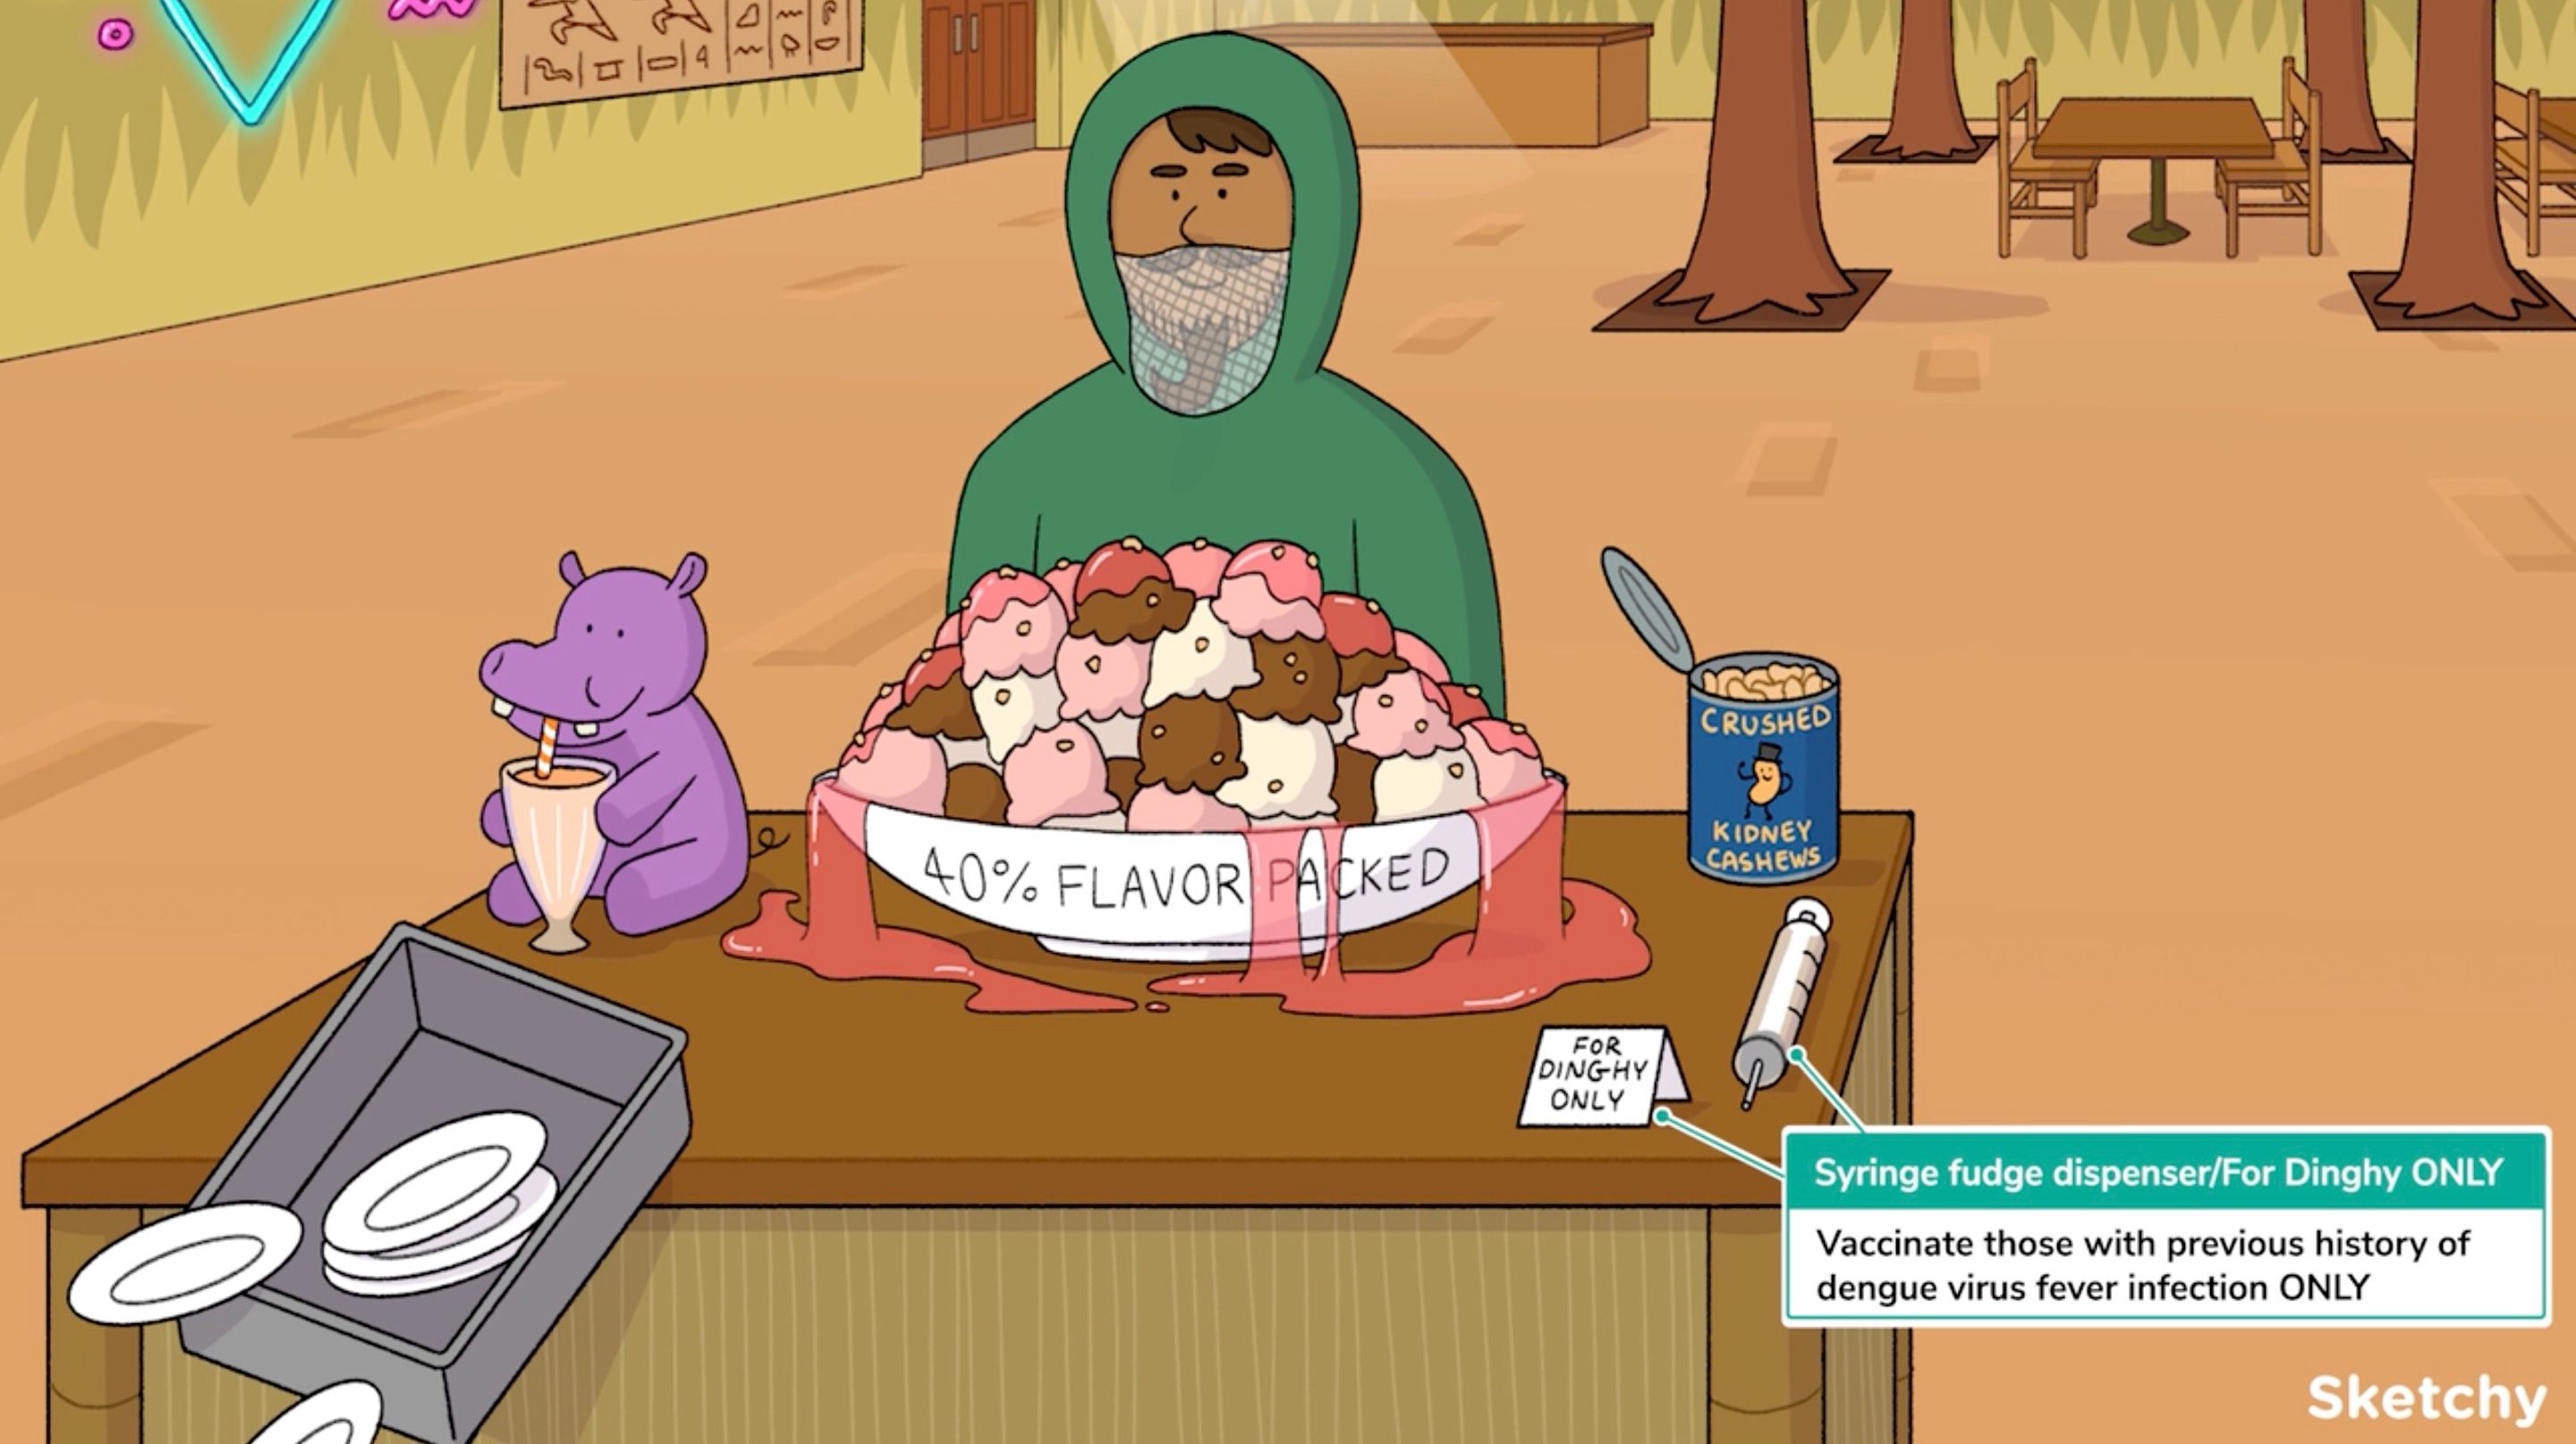 40% FLAVOR PACKED
CRUSHED
KIDNEY
CASHEWS
FOR
DINGHY
ONLY
Syringe fudge dispenser/For Dinghy ONLY
Vaccinate those with previous history of
dengue virus fever infection ONLY
Sketchy